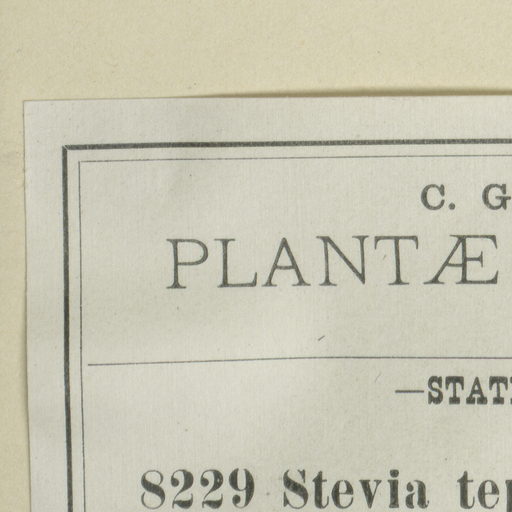 C. G
PLANTÆ
—STAT
8229 Stevia te